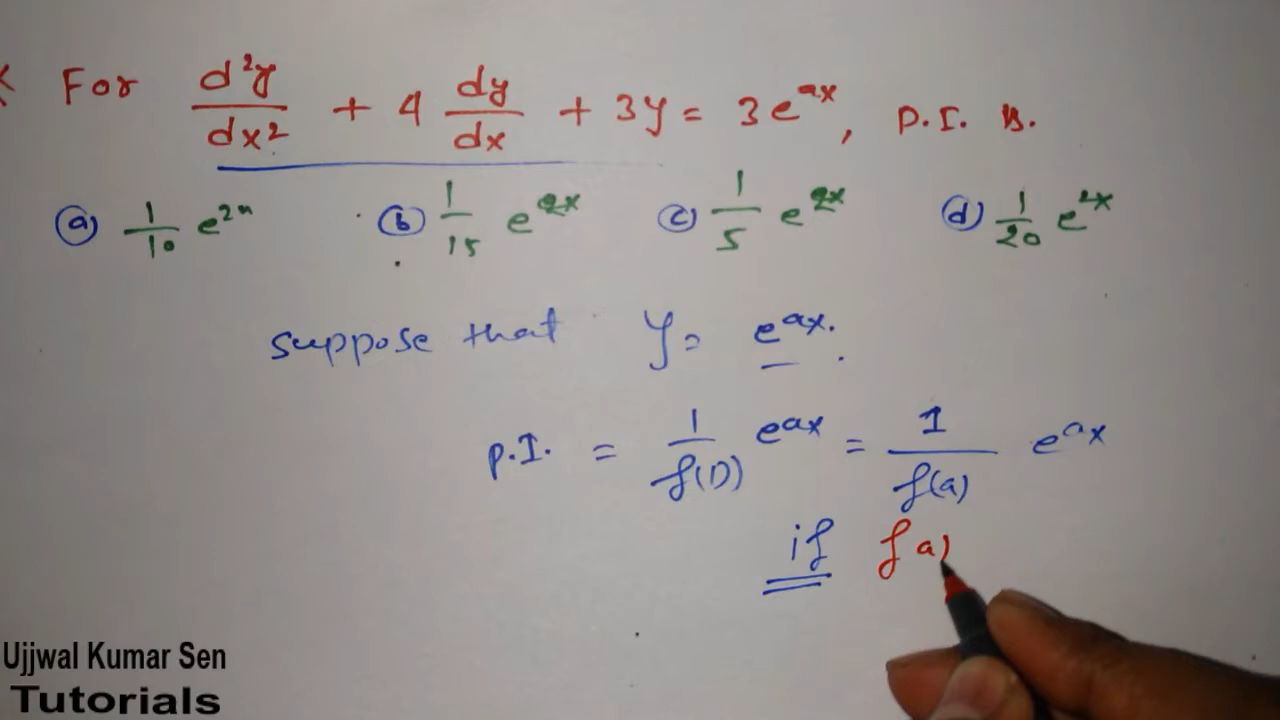 For d²y/dx² + 4 dy/dx + 3y = 3e^{2x}, P.I. is.
(a) 1/10 e^{2x} (b) 1/15 e^{2x} (c) 1/5 e^{2x} (d) 1/20 e^{2x}
suppose that y = e^{ax}.
P.I. = 1/f(D) e^{ax} = 1/f(a) e^{ax}
if f a)
Ujjwal Kumar Sen
Tutorials